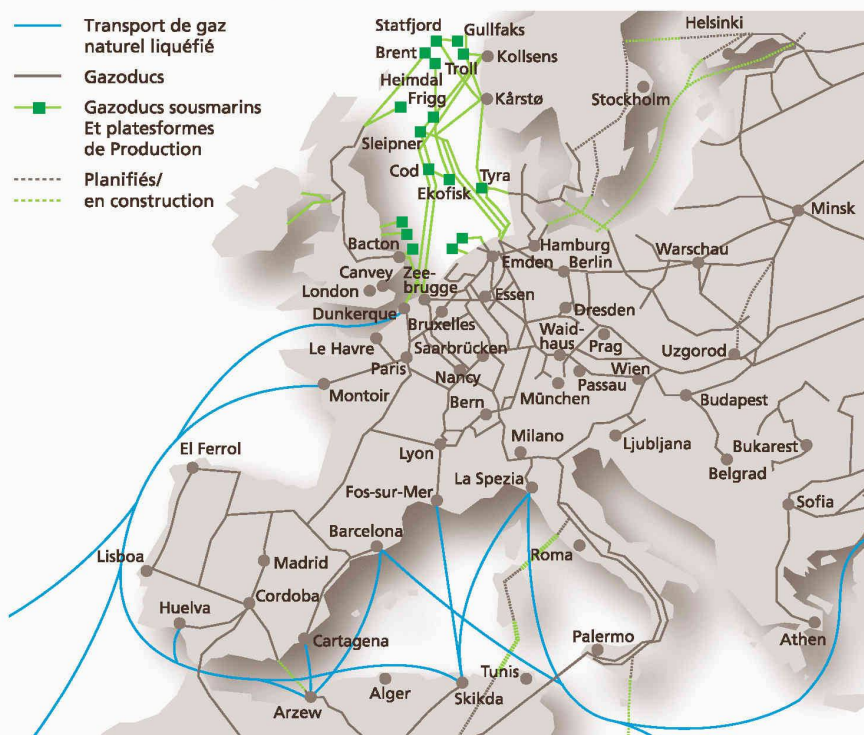 Transport de gaz
naturel liquéfié
Gazoducs
Gazoducs sousmarins
Et platesformes
de Production
Planifiés/
en construction
Statfjord
Gullfaks
Helsinki
Brent
Kollsens
Troll
Heimdal
Frigg
Kårstø
Stockholm
Sleipner
Cod
Tyra
Ekofisk
Minsk
Bacton
Hamburg
Warschau
Canvey
Zee-
brugge
Emden
Berlin
London
Essen
Dunkerque
Bruxelles
Dresden
Le Havre
Saarbrücken
Waid-
haus
Prag
Uzgorod
Paris
Nancy
Passau
Wien
Montoir
München
Budapest
Bern
Milano
El Ferrol
Lyon
Ljubljana
Bukarest
Belgrad
La Spezia
Fos-sur-Mer
Sofia
Barcelona
Lisboa
Madrid
Roma
Huelva
Cordoba
Cartagena
Palermo
Athen
Tunis
Arzew
Alger
Skikda